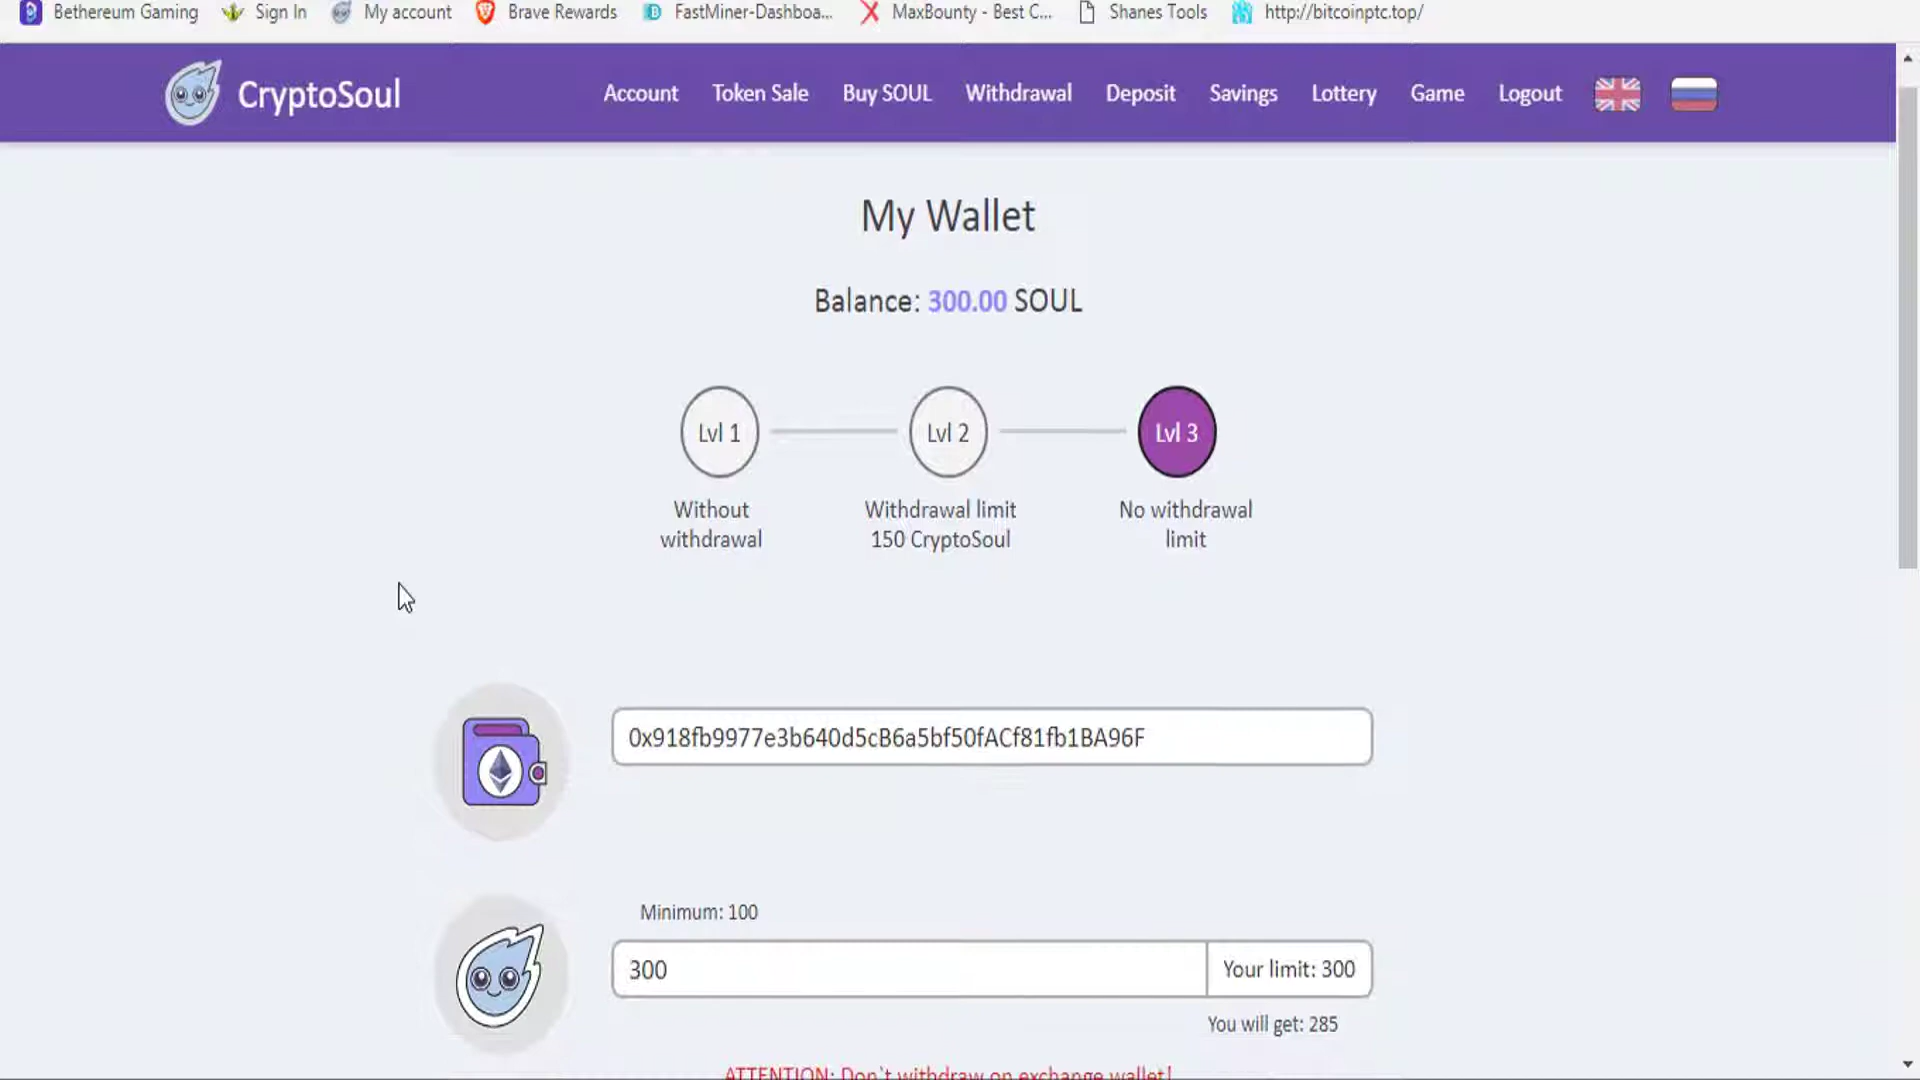 Bethereum Gaming Sign In My account Brave Rewards FastMiner-Dashboa... MaxBounty - Best C... Shanes Tools http://bitcoinptc.top/
CryptoSoul Account Token Sale Buy SOUL Withdrawal Deposit Savings Lottery Game Logout
My Wallet
Balance: 300.00 SOUL
Lvl 1 Lvl 2 Lvl 3
Without withdrawal
Withdrawal limit 150 CryptoSoul
No withdrawal limit
0x918fb9977e3b640d5cB6a5bf50fACf81fb1BA96F
Minimum: 100
300 Your limit: 300
You will get: 285
ATTENTION: Don`t withdraw on exchange wallet!